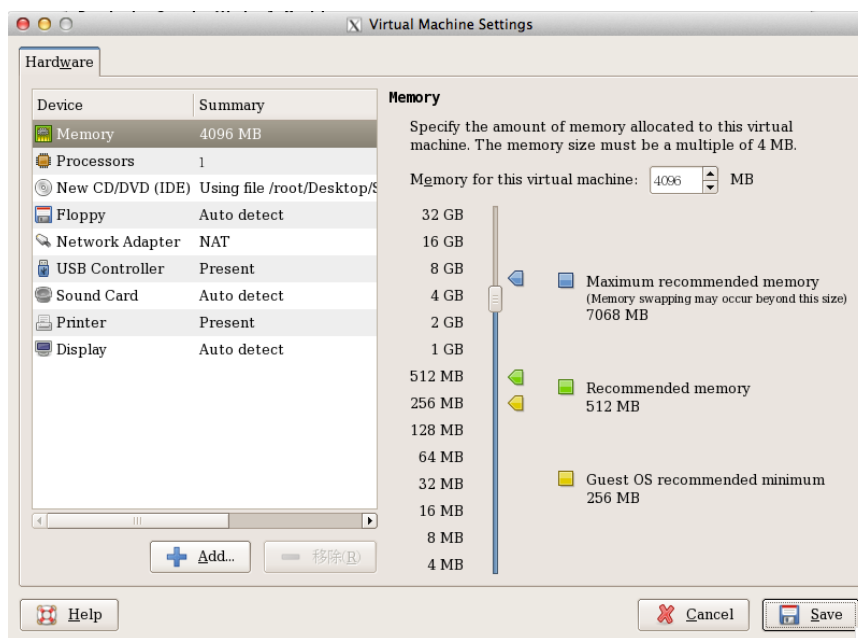 Virtual Machine Settings
Hardware
Device Summary
Memory 4096 MB
Processors 1
New CD/DVD (IDE) Using file /root/Desktop/S
Floppy Auto detect
Network Adapter NAT
USB Controller Present
Sound Card Auto detect
Printer Present
Display Auto detect
Add...
移除(R)
Memory
Specify the amount of memory allocated to this virtual
machine. The memory size must be a multiple of 4 MB.
Memory for this virtual machine: 4096 MB
32 GB
16 GB
8 GB
4 GB
2 GB
1 GB
512 MB
256 MB
128 MB
64 MB
32 MB
16 MB
8 MB
4 MB
Maximum recommended memory
(Memory swapping may occur beyond this size)
7068 MB
Recommended memory
512 MB
Guest OS recommended minimum
256 MB
Help
Cancel
Save